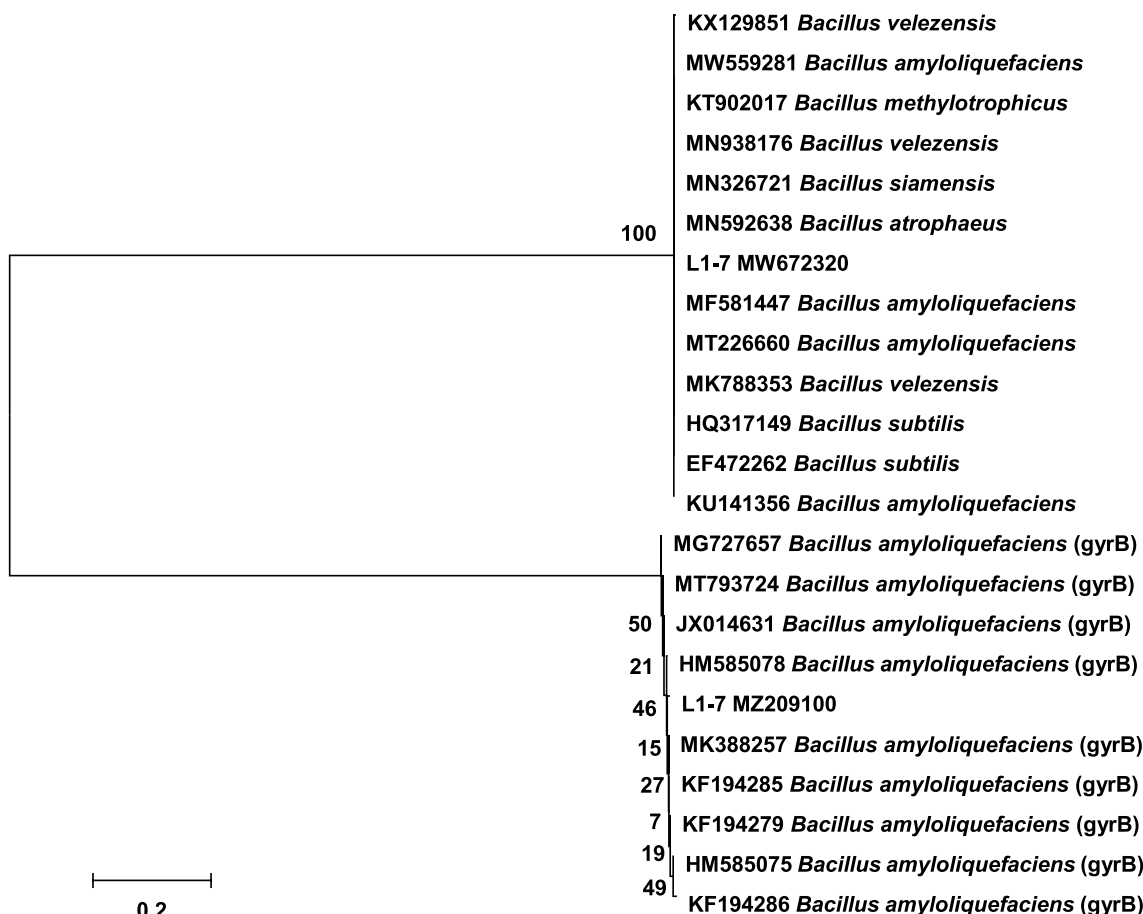 KX129851 Bacillus velezensis
MW559281 Bacillus amyloliquefaciens
KT902017 Bacillus methylotrophicus
MN938176 Bacillus velezensis
MN326721 Bacillus siamensis
MN592638 Bacillus atrophaeus
100
L1-7 MW672320
MF581447 Bacillus amyloliquefaciens
MT226660 Bacillus amyloliquefaciens
MK788353 Bacillus velezensis
HQ317149 Bacillus subtilis
EF472262 Bacillus subtilis
KU141356 Bacillus amyloliquefaciens
MG727657 Bacillus amyloliquefaciens (gyrB)
MT793724 Bacillus amyloliquefaciens (gyrB)
50 JX014631 Bacillus amyloliquefaciens (gyrB)
21 HM585078 Bacillus amyloliquefaciens (gyrB)
46 L1-7 MZ209100
15 MK388257 Bacillus amyloliquefaciens (gyrB)
27 KF194285 Bacillus amyloliquefaciens (gyrB)
7 KF194279 Bacillus amyloliquefaciens (gyrB)
19 HM585075 Bacillus amyloliquefaciens (gyrB)
49 KF194286 Bacillus amyloliquefaciens (gyrB)
0.2